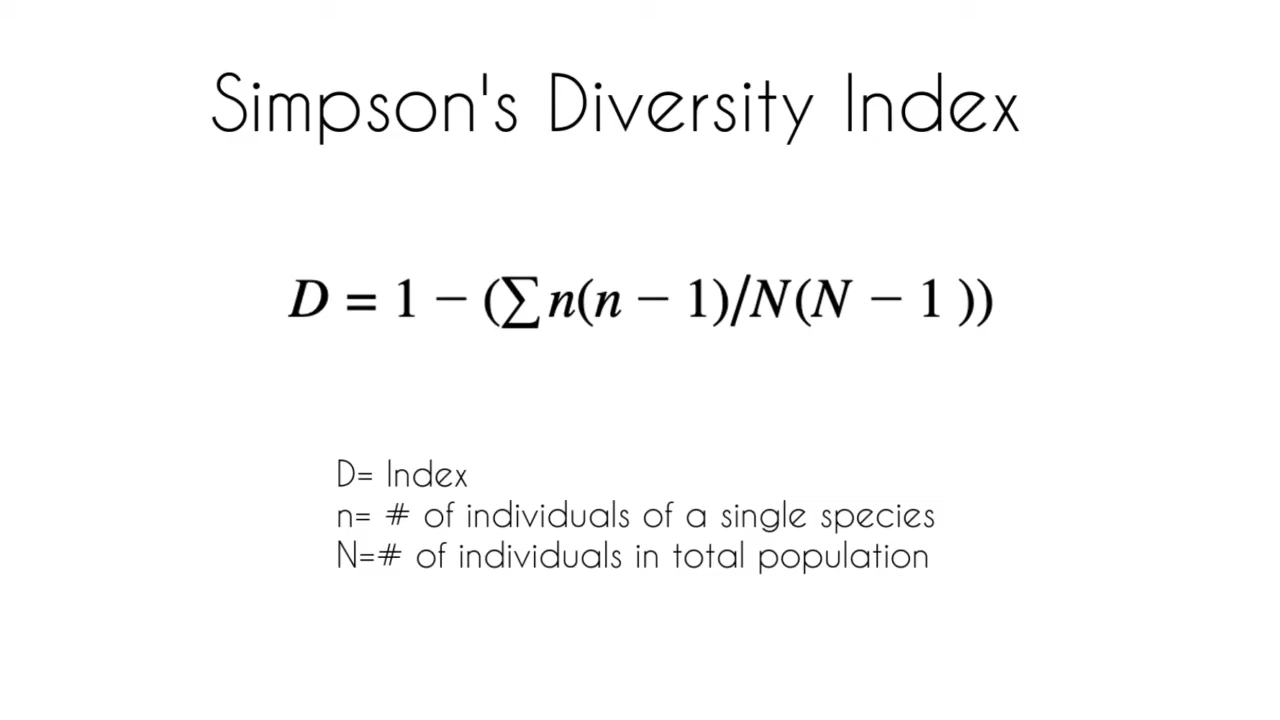 Simpson's Diversity Index
D = 1 − (∑ n(n − 1)/N(N − 1 ))
D= Index
n= # of individuals of a single species
N=# of individuals in total population